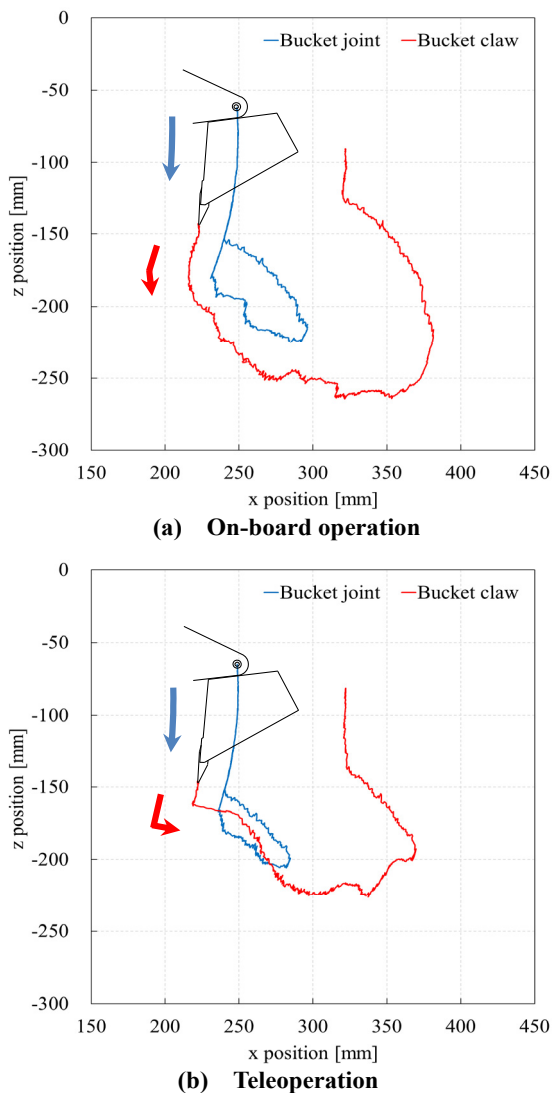 0
Bucket joint
Bucket claw
-50
-100
-150
-200
-250
-300
z position [mm]
150
200
250
300
350
400
450
x position [mm]
(a) On-board operation
0
Bucket joint
Bucket claw
-50
-100
-150
-200
-250
-300
z position [mm]
150
200
250
300
350
400
450
x position [mm]
(b) Teleoperation